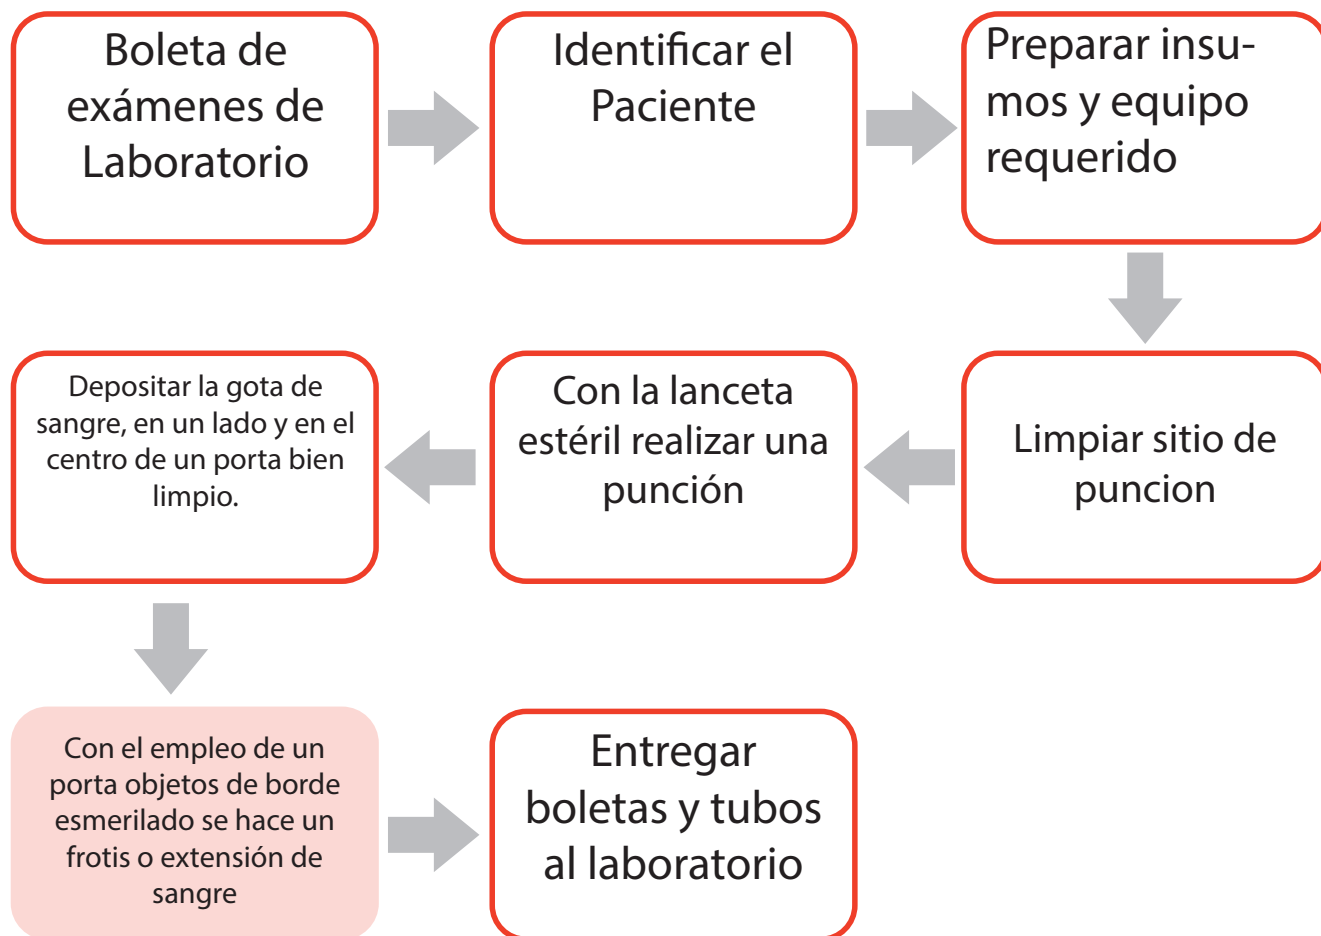 Boleta de
exámenes de
Laboratorio
Identificar el
Paciente
Preparar insu-
mos y equipo
requerido
Limpiar sitio de
puncion
Con la lanceta
estéril realizar una
punción
Depositar la gota de
sangre, en un lado y en el
centro de un porta bien
limpio.
Con el empleo de un
porta objetos de borde
esmerilado se hace un
frotis o extensión de
sangre
Entregar
boletas y tubos
al laboratorio